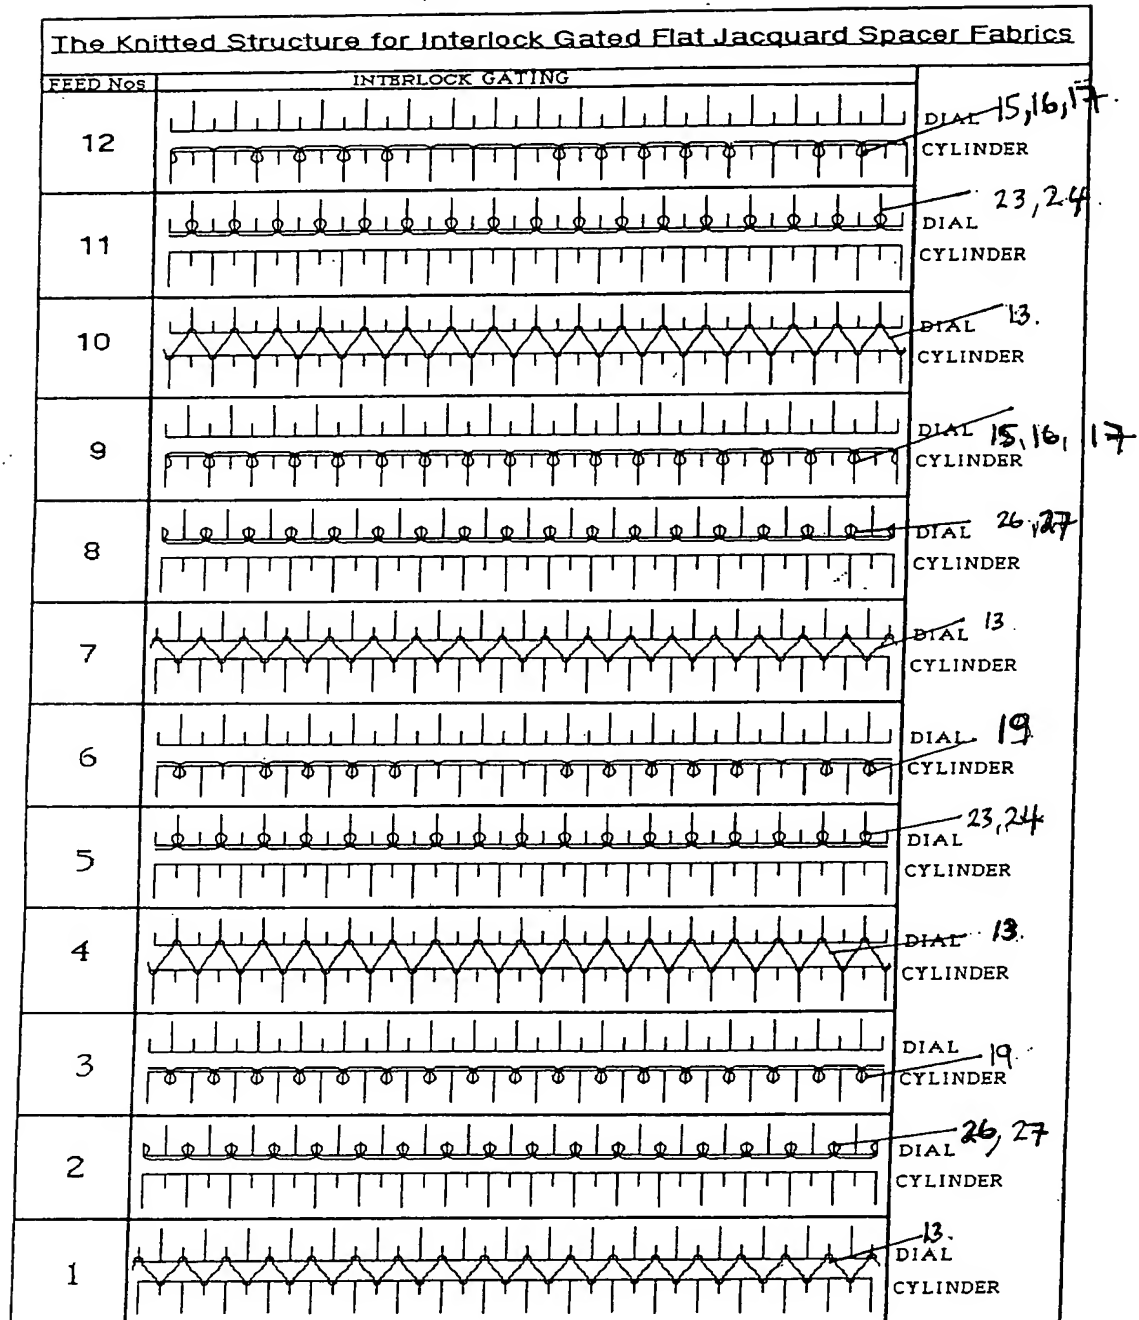 The Knitted Structure for Interlock Gated Flat Jacquard Spacer Fabrics
FEED Nos INTERLOCK GATING
12 DIAL 15,16,17.
CYLINDER
11 DIAL 23,24.
CYLINDER
10 DIAL 13.
CYLINDER
9 DIAL 15,16,17
CYLINDER
8 DIAL 26,27
CYLINDER
7 DIAL 13
CYLINDER
6 DIAL 19
CYLINDER
5 DIAL 23,24
CYLINDER
4 DIAL 13.
CYLINDER
3 DIAL 19
CYLINDER
2 DIAL 26,27
CYLINDER
1 DIAL 13.
CYLINDER